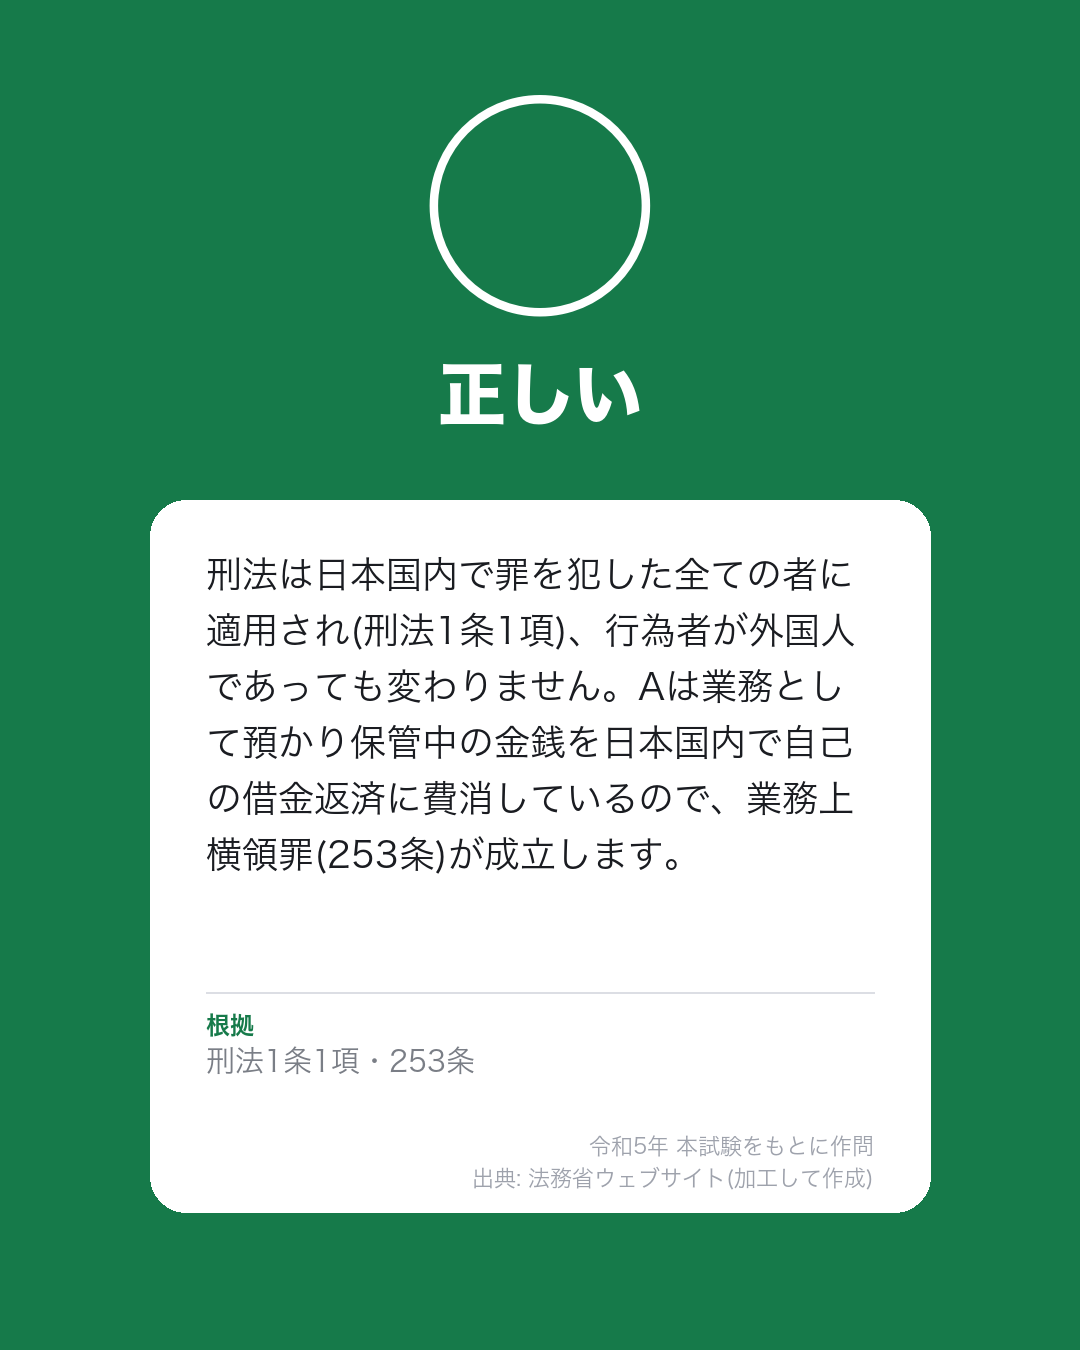 正しい
刑法は日本国内で罪を犯した全ての者に
適用され(刑法1条1項)、行為者が外国人
であっても変わりません。Aは業務とし
て預かり保管中の金銭を日本国内で自己
の借金返済に費消しているので、業務上
横領罪(253条)が成立します。
根拠
刑法1条1項・253条
令和5年 本試験をもとに作問
出典: 法務省ウェブサイト(加工して作成)